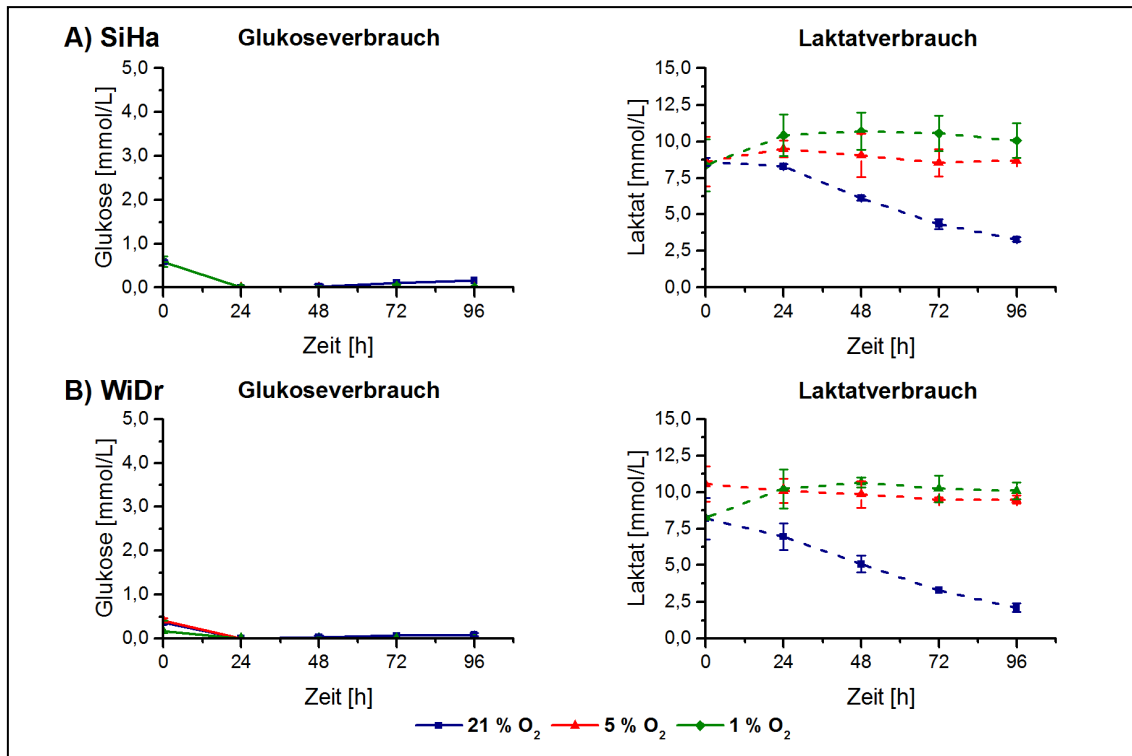 A) SiHa
Glukoseverbrauch
Glukose [mmol/L]
5,0
4,0
3,0
2,0
1,0
0,0
0 24 48 72 96
Zeit [h]
Laktatverbrauch
Laktat [mmol/L]
15,0
12,5
10,0
7,5
5,0
2,5
0,0
0 24 48 72 96
Zeit [h]
B) WiDr
Glukoseverbrauch
Glukose [mmol/L]
5,0
4,0
3,0
2,0
1,0
0,0
0 24 48 72 96
Zeit [h]
Laktatverbrauch
Laktat [mmol/L]
15,0
12,5
10,0
7,5
5,0
2,5
0,0
0 24 48 72 96
Zeit [h]
21 % O₂ 5 % O₂ 1 % O₂